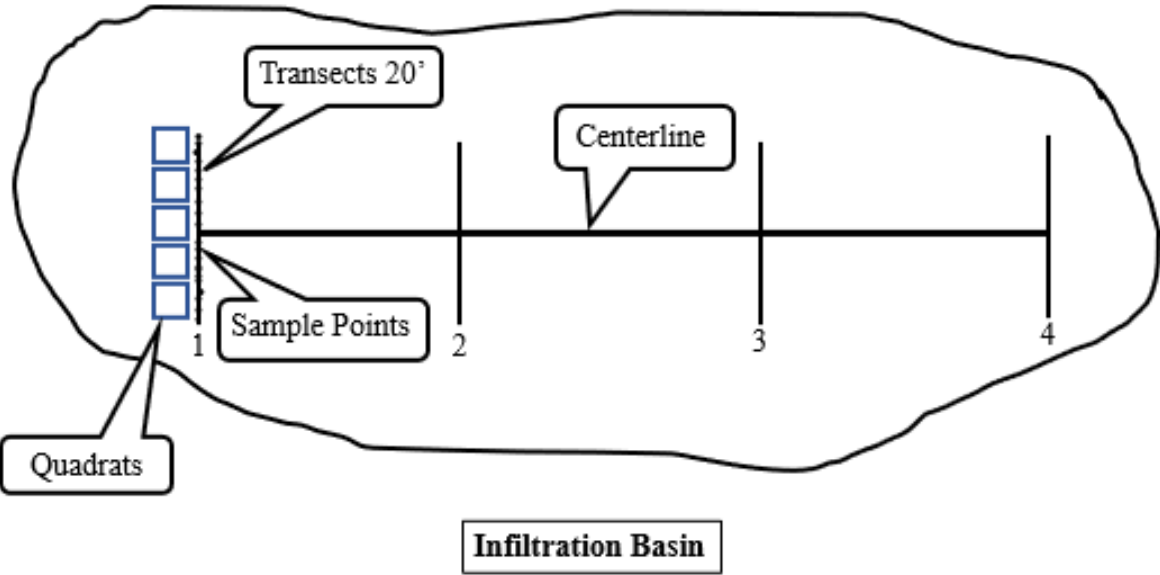 Transects 20’
Centerline
Sample Points
1
2
3
4
Quadrats
Infiltration Basin